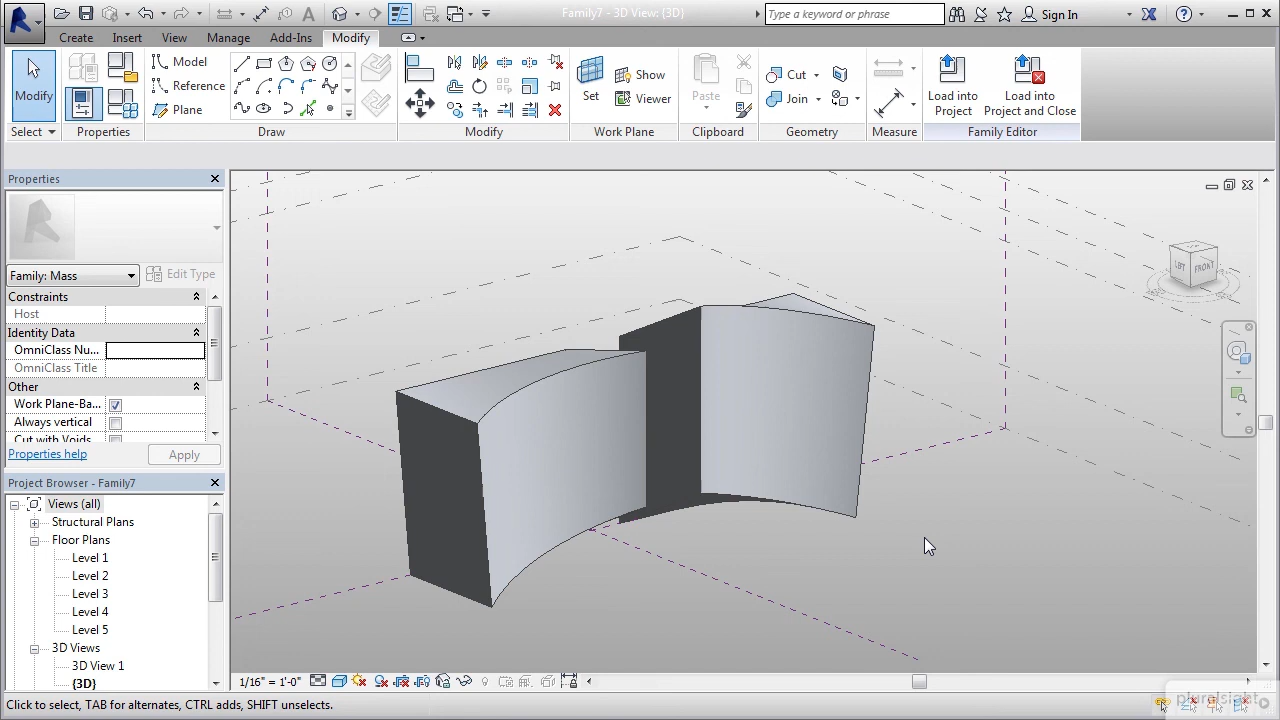 Family7 - 3D View: {3D}
Type a keyword or phrase
Sign In
Create Insert View Manage Add-Ins Modify
Modify
Model
Reference
Plane
Set
Show
Viewer
Paste
Cut
Join
Load into Project
Load into Project and Close
Select Properties Draw Modify Work Plane Clipboard Geometry Measure Family Editor
Properties
Family: Mass
Edit Type
Constraints
Host
Identity Data
OmniClass Nu...
OmniClass Title
Other
Work Plane-Ba...
Always vertical
Cut with Voids
Properties help
Apply
Project Browser - Family7
Views (all)
Structural Plans
Floor Plans
Level 1
Level 2
Level 3
Level 4
Level 5
3D Views
3D View 1
{3D}
FRONT
1/16" = 1'-0"
Click to select, TAB for alternates, CTRL adds, SHIFT unselects.
pluralsight